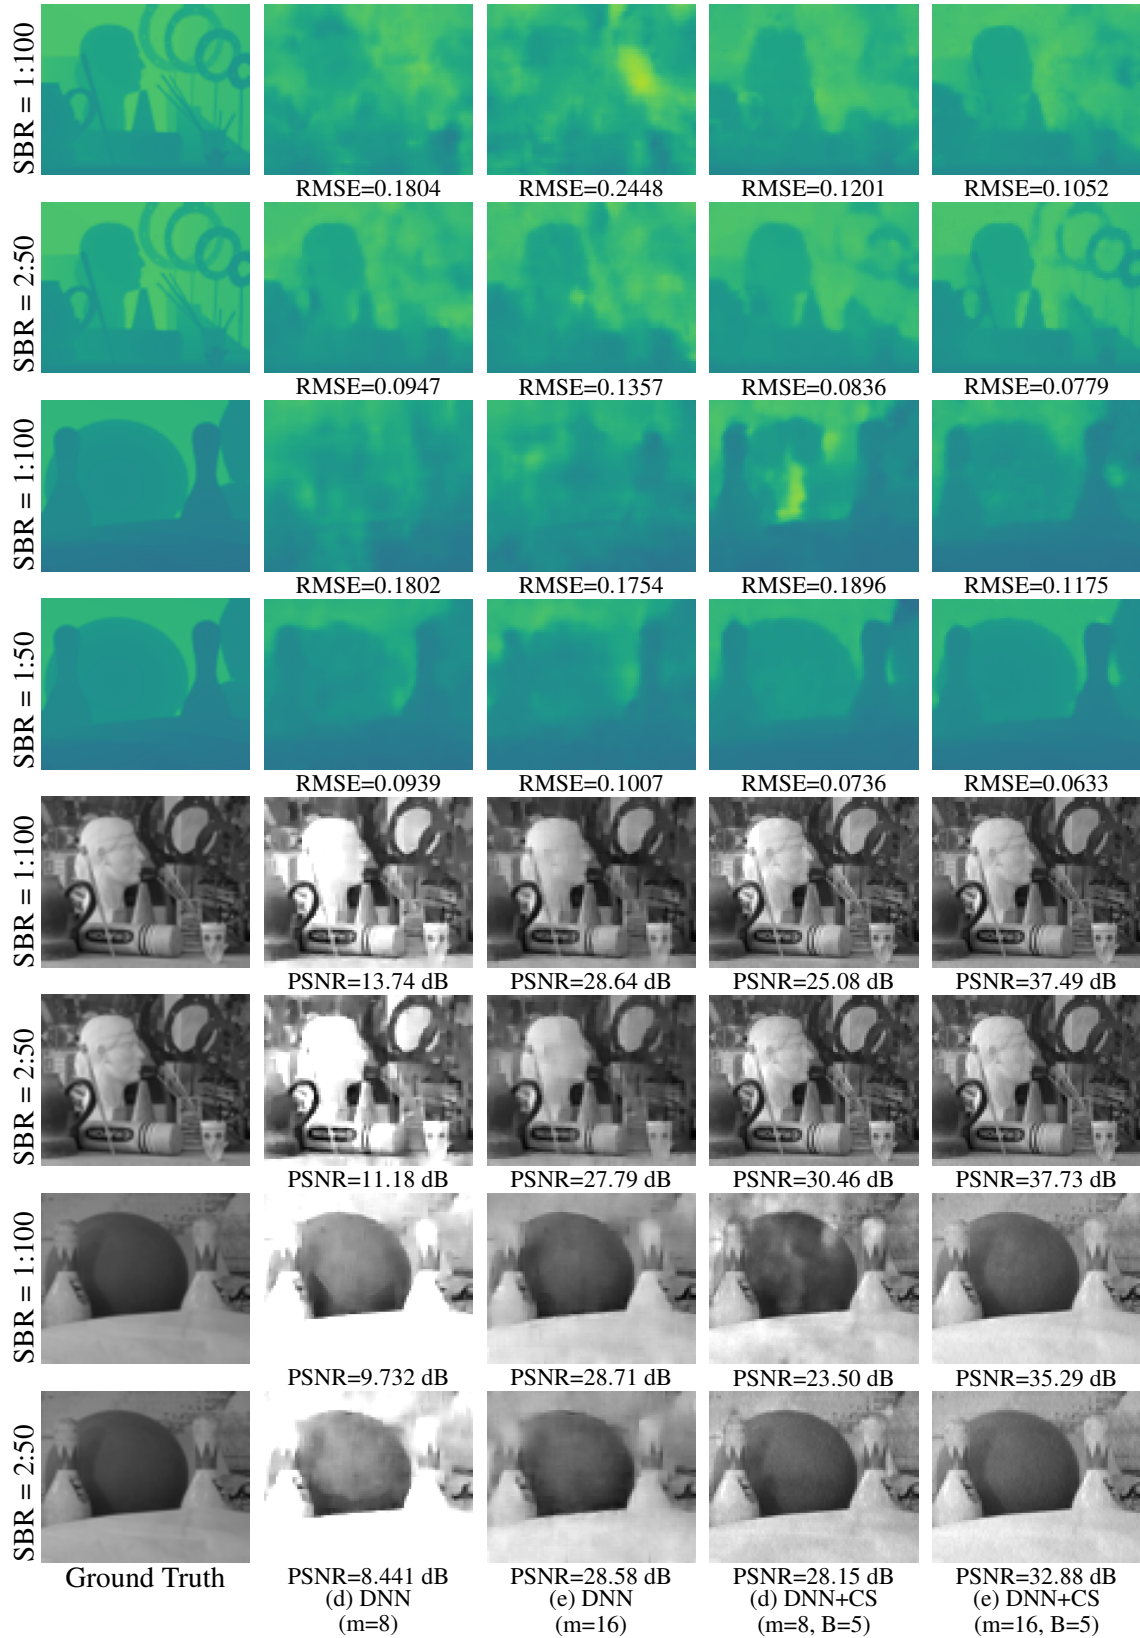 SBR = 1:100
RMSE=0.1804 RMSE=0.2448 RMSE=0.1201 RMSE=0.1052
SBR = 2:50
RMSE=0.0947 RMSE=0.1357 RMSE=0.0836 RMSE=0.0779
SBR = 1:100
RMSE=0.1802 RMSE=0.1754 RMSE=0.1896 RMSE=0.1175
SBR = 1:50
RMSE=0.0939 RMSE=0.1007 RMSE=0.0736 RMSE=0.0633
SBR = 1:100
PSNR=13.74 dB PSNR=28.64 dB PSNR=25.08 dB PSNR=37.49 dB
SBR = 2:50
PSNR=11.18 dB PSNR=27.79 dB PSNR=30.46 dB PSNR=37.73 dB
SBR = 1:100
PSNR=9.732 dB PSNR=28.71 dB PSNR=23.50 dB PSNR=35.29 dB
SBR = 2:50
Ground Truth PSNR=8.441 dB PSNR=28.58 dB PSNR=28.15 dB PSNR=32.88 dB
(d) DNN (e) DNN (d) DNN+CS (e) DNN+CS
(m=8) (m=16) (m=8, B=5) (m=16, B=5)